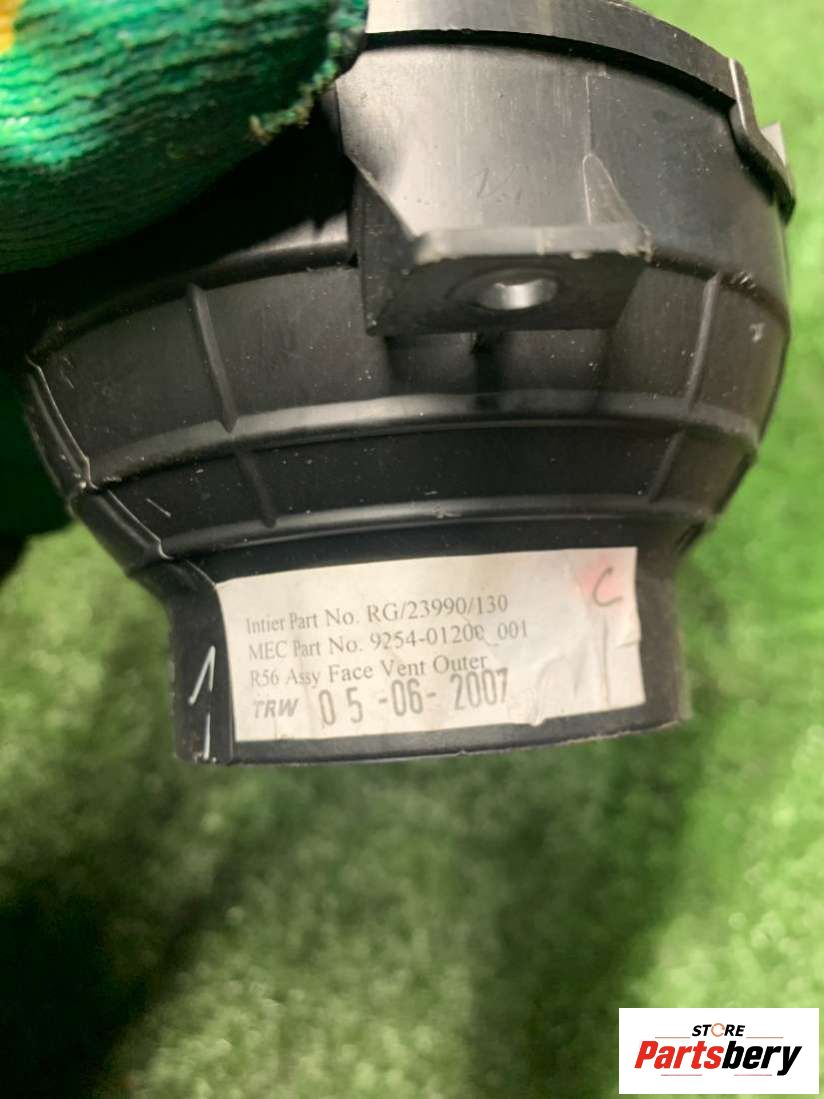 Intier Part No. RG/23990/130
MEC Part No. 9254-01200_001
R56 Assy Face Vent Outer
TRW 05-06-2007
C
STORE
Partsbery